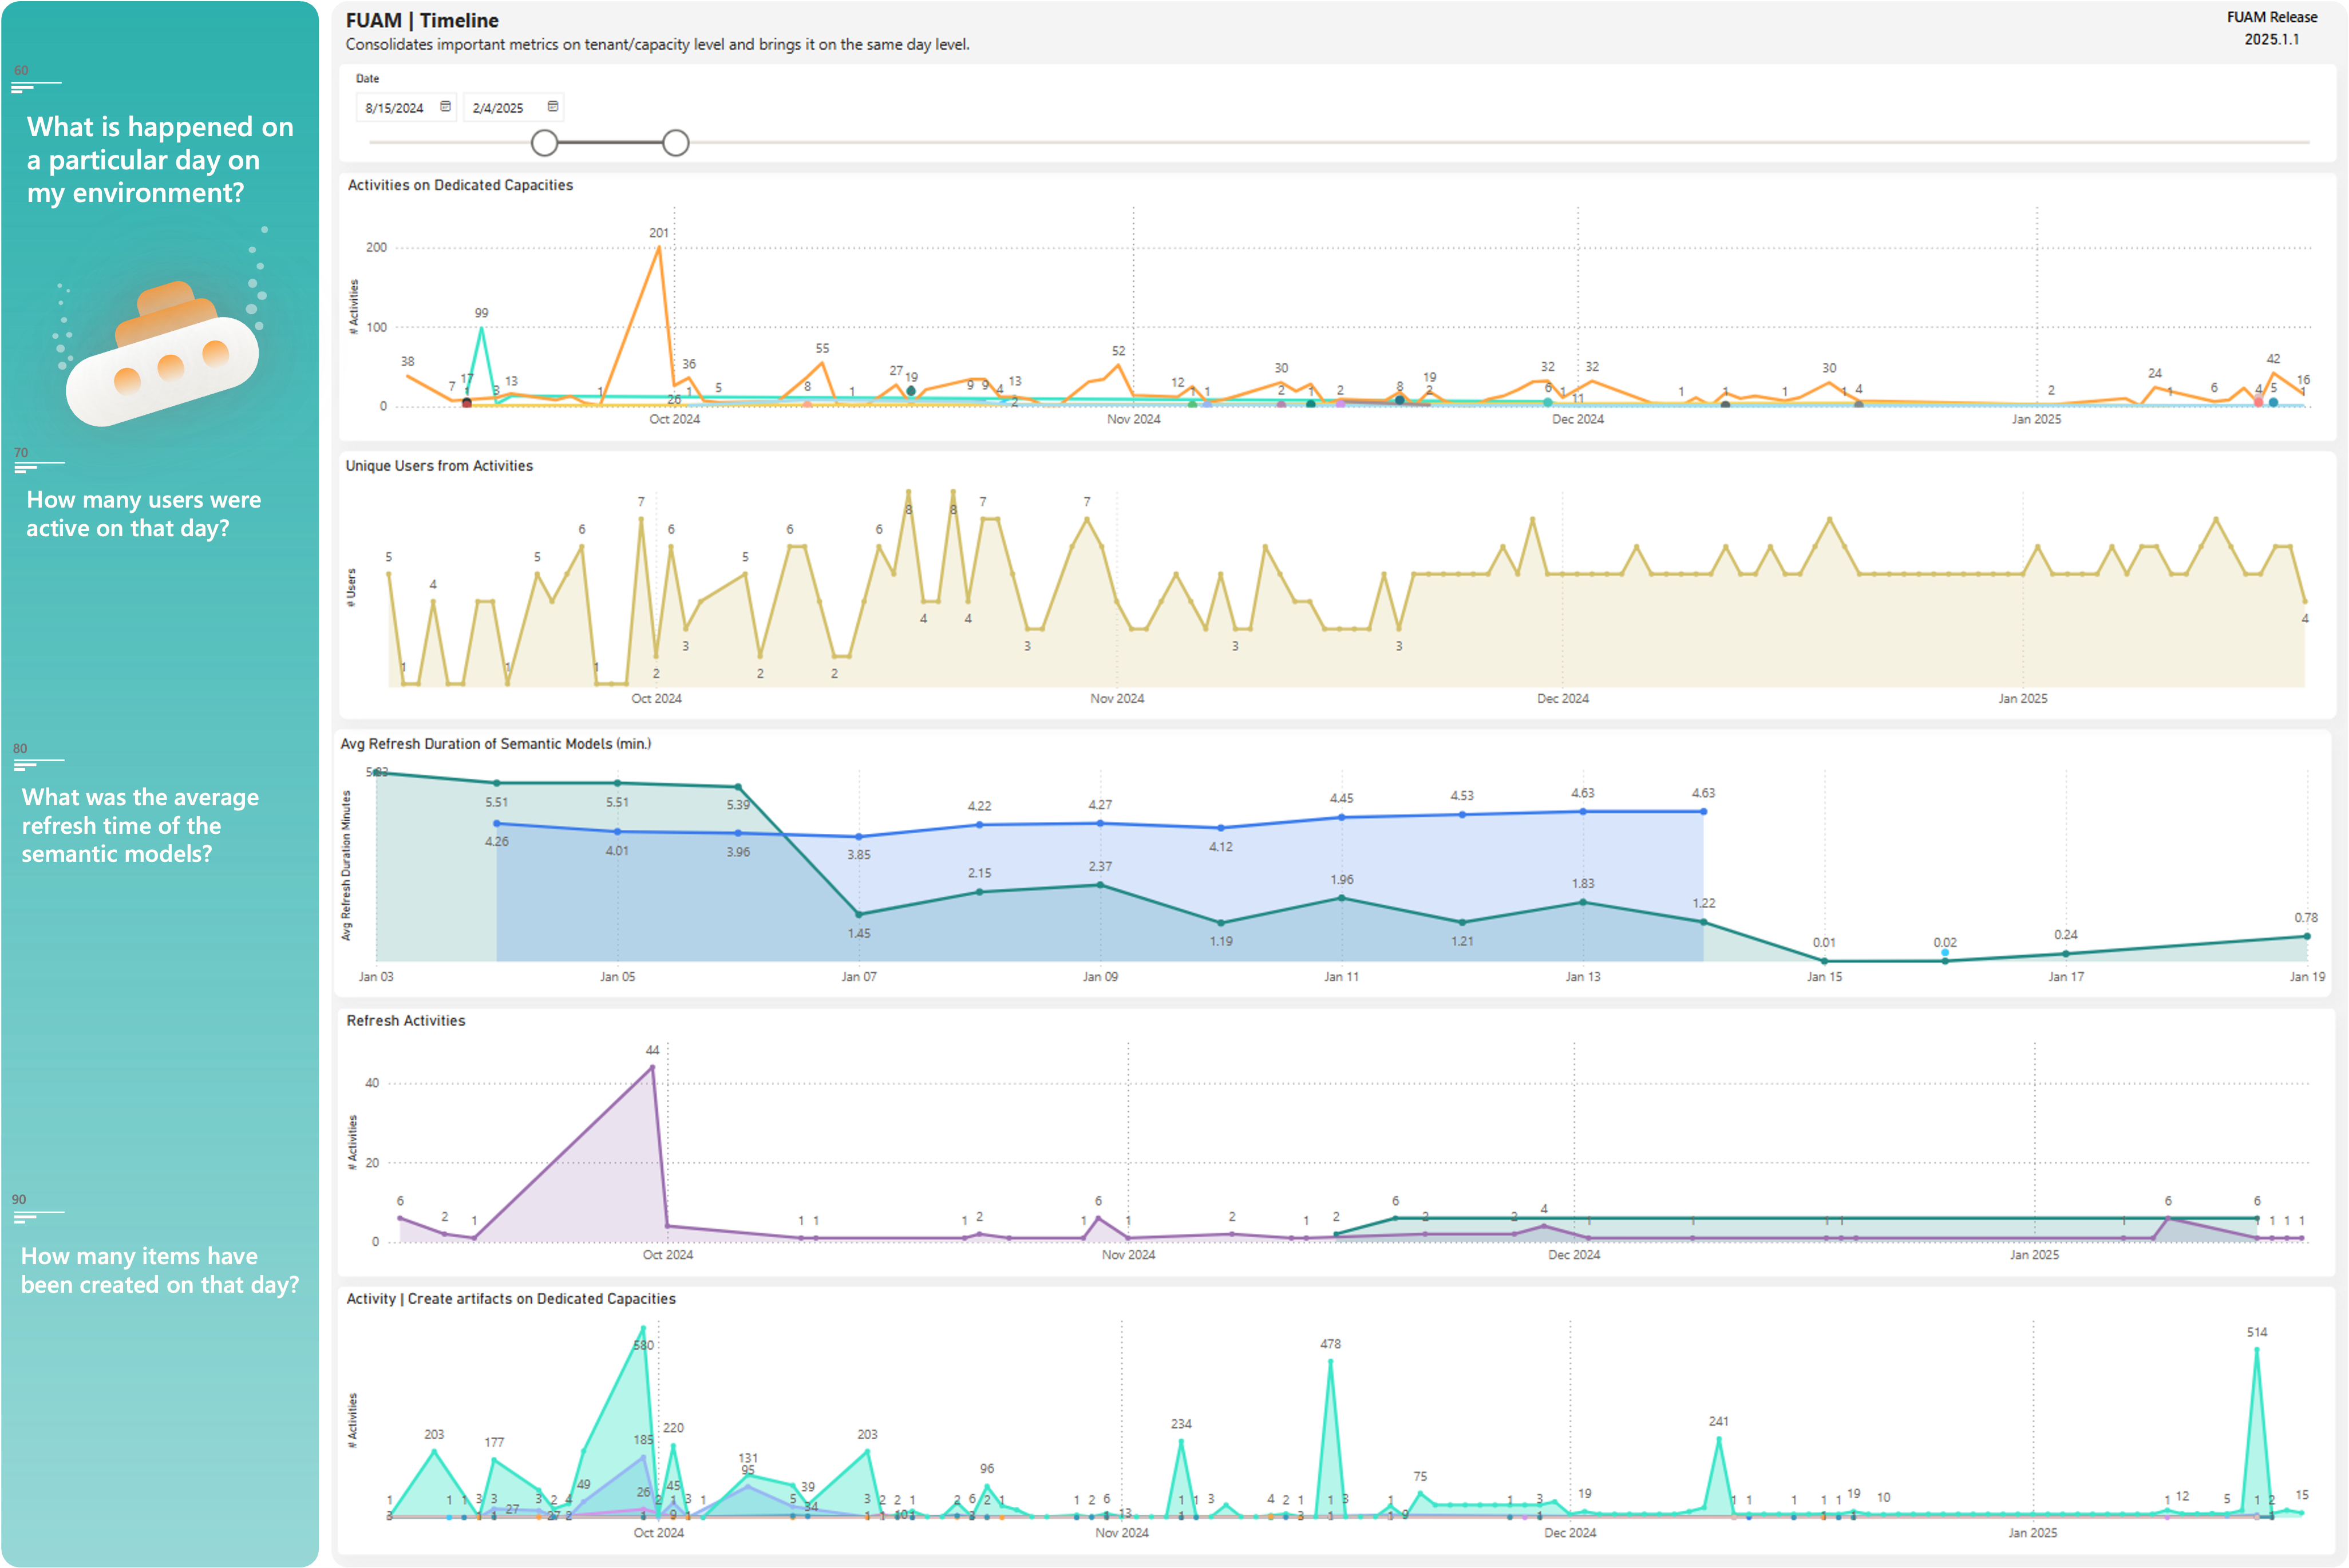 60
What is happened on
a particular day on
my environment?
70
How many users were
active on that day?
80
What was the average
refresh time of the
semantic models?
90
How many items have
been created on that day?
FUAM | Timeline
Consolidates important metrics on tenant/capacity level and brings it on the same day level.
FUAM Release
2025.1.1
Date
8/15/2024 2/4/2025
Activities on Dedicated Capacities
# Activities
200
100
0
201
99
38 7 17 1 3 13 1 26 36 1 5 8 55 1 27 19 9 9 4 13 2 52 12 1 1 30 2 1 2 8 19 2 32 6 1 11 32 1 1 1 30 1 4 2 24 1 6 4 42 5 16 1
Oct 2024 Nov 2024 Dec 2024 Jan 2025
Unique Users from Activities
# Users
5 1 4 1 5 6 1 7 2 6 3 5 2 6 2 6 8 4 8 4 7 3 7 3 3 4
Oct 2024 Nov 2024 Dec 2024 Jan 2025
Avg Refresh Duration of Semantic Models (min.)
Avg Refresh Duration Minutes
5.51 5.51 5.39
4.26 4.01 3.96 3.85 4.22 4.27 4.12 4.45 4.53 4.63 4.63
1.45 2.15 2.37 1.19 1.96 1.21 1.83 1.22 0.01 0.02 0.24 0.78
Jan 03 Jan 05 Jan 07 Jan 09 Jan 11 Jan 13 Jan 15 Jan 17 Jan 19
Refresh Activities
# Activities
40
20
0
44
6 2 1 1 1 1 2 1 6 1 2 1 2 6 2 2 4 1 1 1 1 1 6 6 1 1 1 1
Oct 2024 Nov 2024 Dec 2024 Jan 2025
Activity | Create artifacts on Dedicated Capacities
# Activities
580
514
478
203 177 185 220 203 234 241
131
95
49 26 45 39 34 96 75
1 3 1 1 3 3 27 3 2 4 2 1 9 3 1 5 3 2 2 1 2 6 2 1 1 2 6 13 1 1 3 4 2 1 3 1 3 1 9 1 3 19 1 1 1 1 1 19 10 1 12 5 1 2 15
Oct 2024 Nov 2024 Dec 2024 Jan 2025